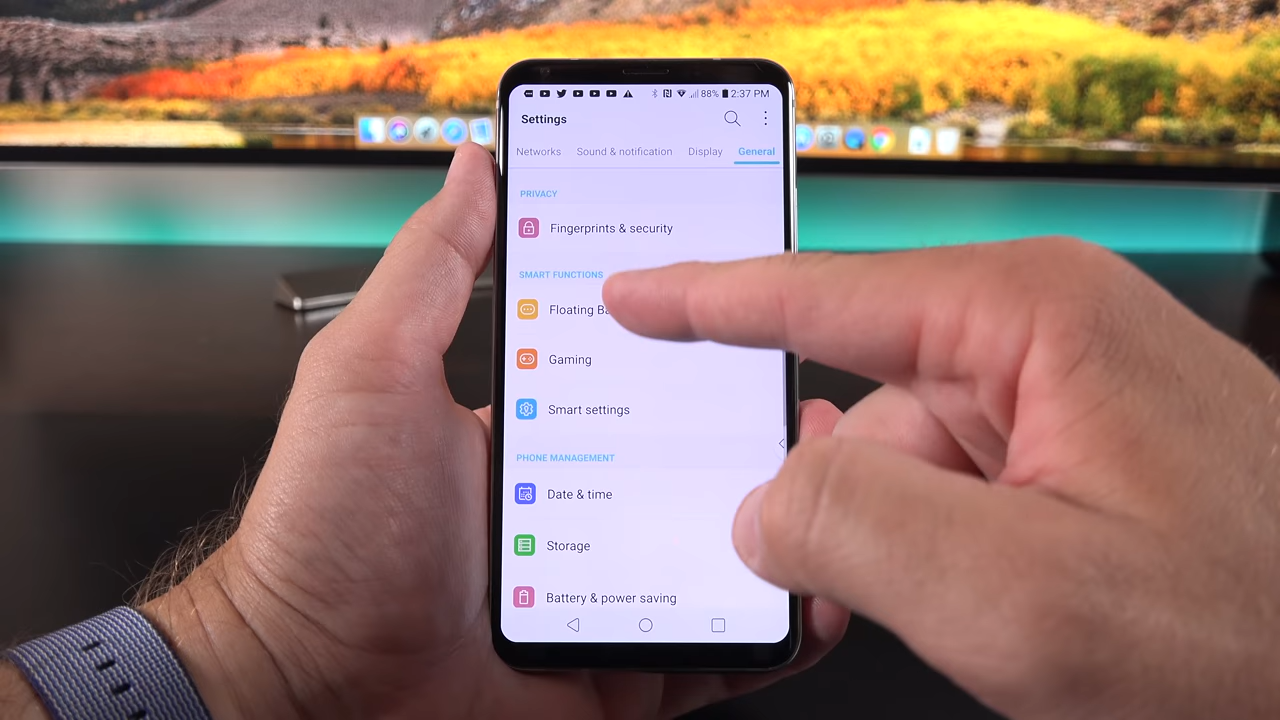 88% 2:37 PM
Settings
Networks Sound & notification Display General
PRIVACY
Fingerprints & security
SMART FUNCTIONS
Floating
Gaming
Smart settings
PHONE MANAGEMENT
Date & time
Storage
Battery & power saving